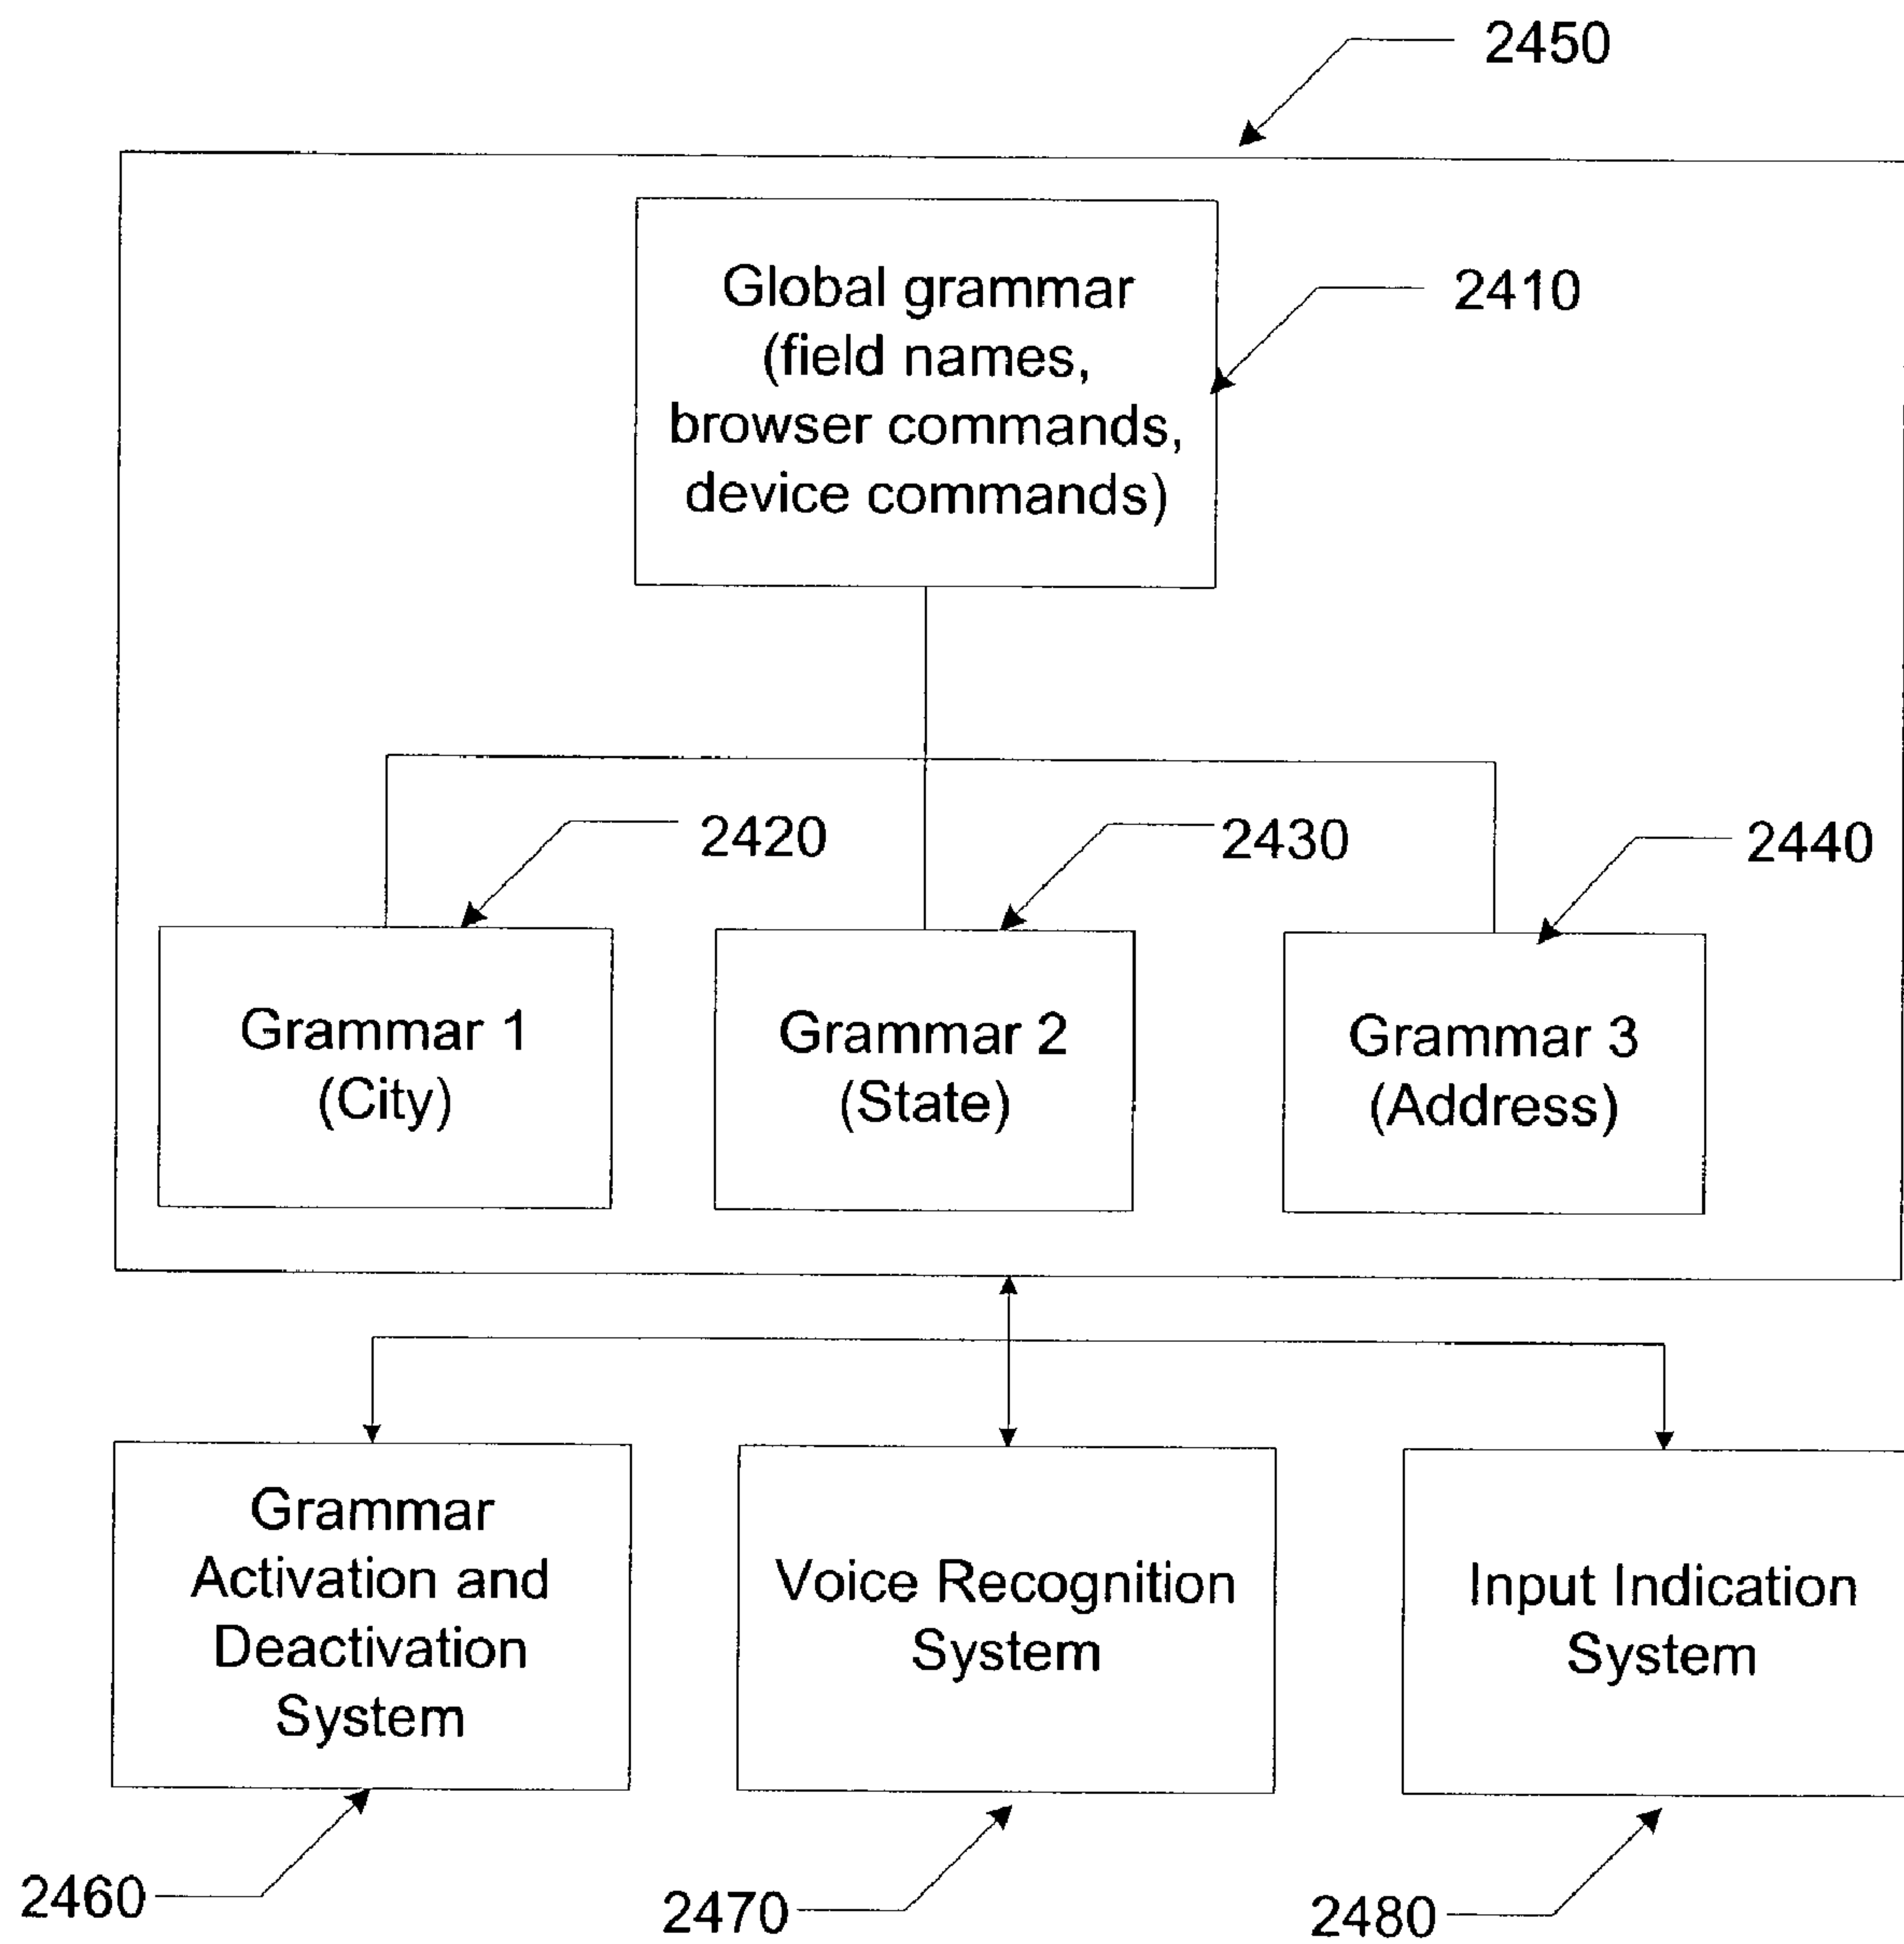 2450
Global grammar
(field names,
browser commands,
device commands)
2410
2420
2430
2440
Grammar 1
(City)
Grammar 2
(State)
Grammar 3
(Address)
Grammar
Activation and
Deactivation
System
Voice Recognition
System
Input Indication
System
2460
2470
2480